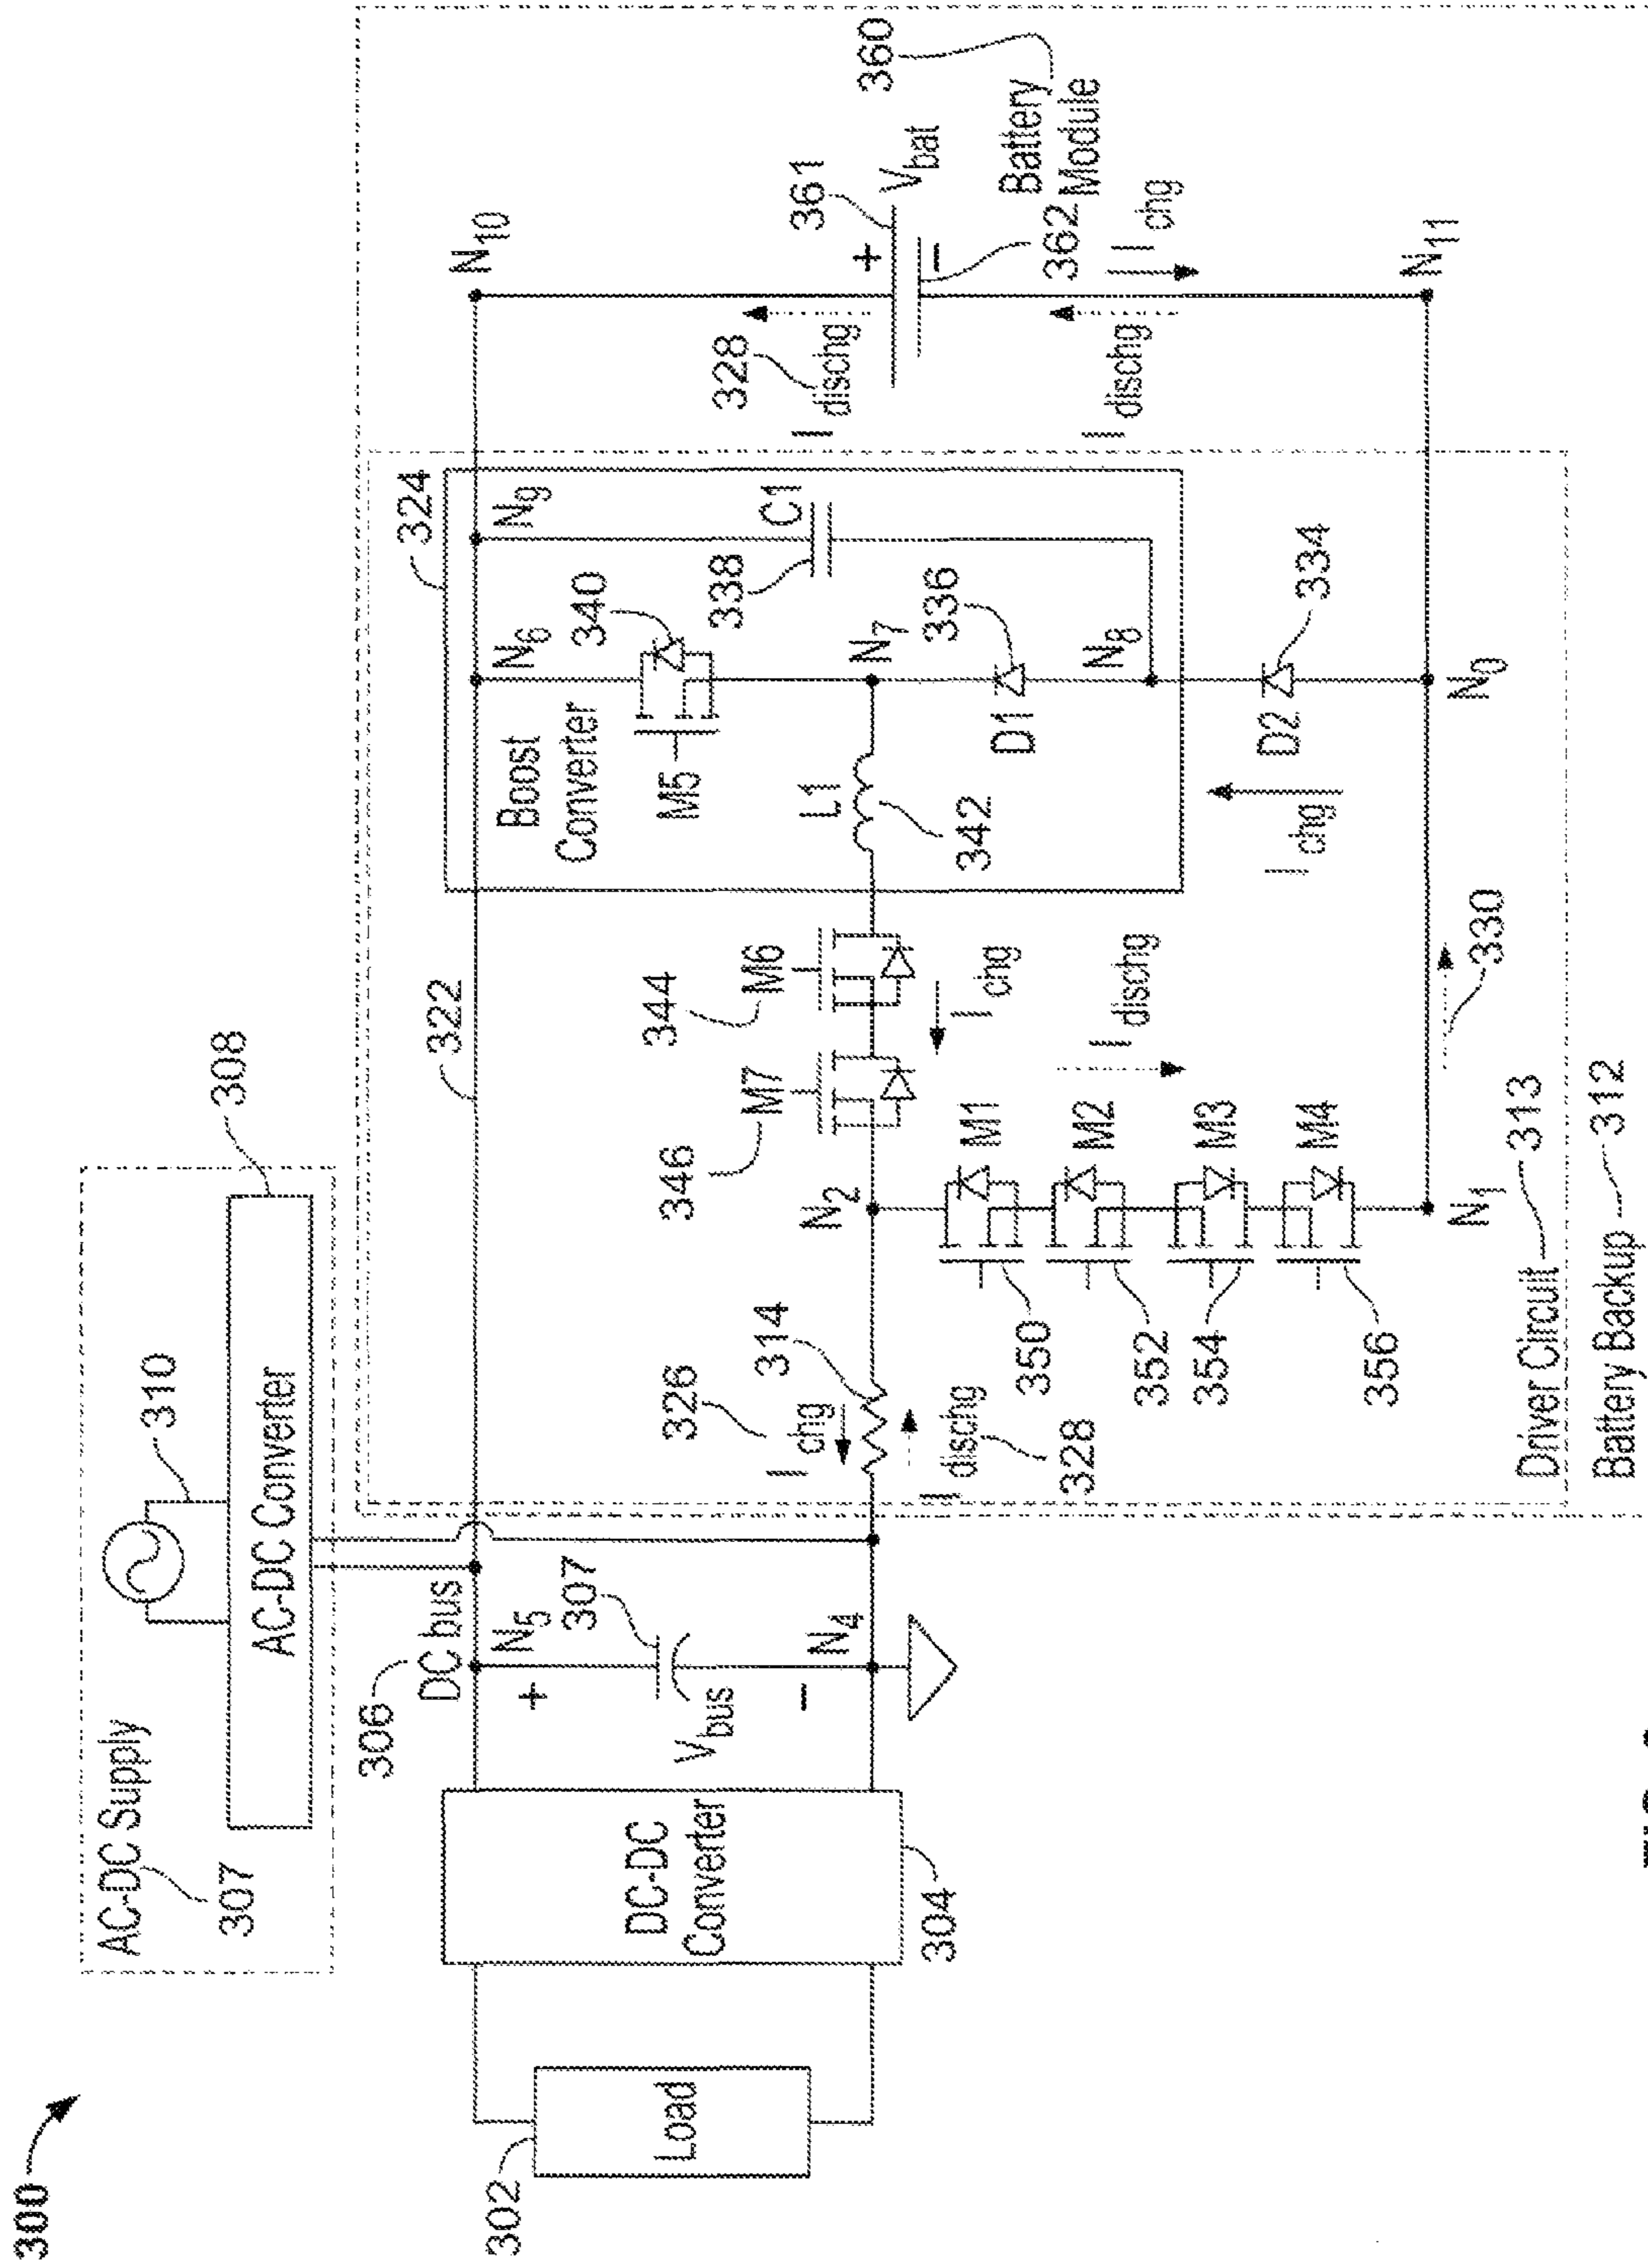 300
AC-DC Supply
307
310
308
AC-DC Converter
302
Load
DC-DC
Converter
304
306
DC bus
N5
+
307
Vbus
−
N4
322
324
326
Ichg
314
Idischg
328
N2
346
M7
344
M6
Ichg
Idischg
350
352
354
356
M1
M2
M3
M4
N1
330
Boost
Converter
M5
340
N6
N9
338
C1
L1
342
N7
336
D1
N8
D2
334
Ichg
N0
N10
328
Idischg
361
+
−
Vbat
362
Battery
Module
360
Idischg
Ichg
N11
Driver Circuit
313
Battery Backup
312